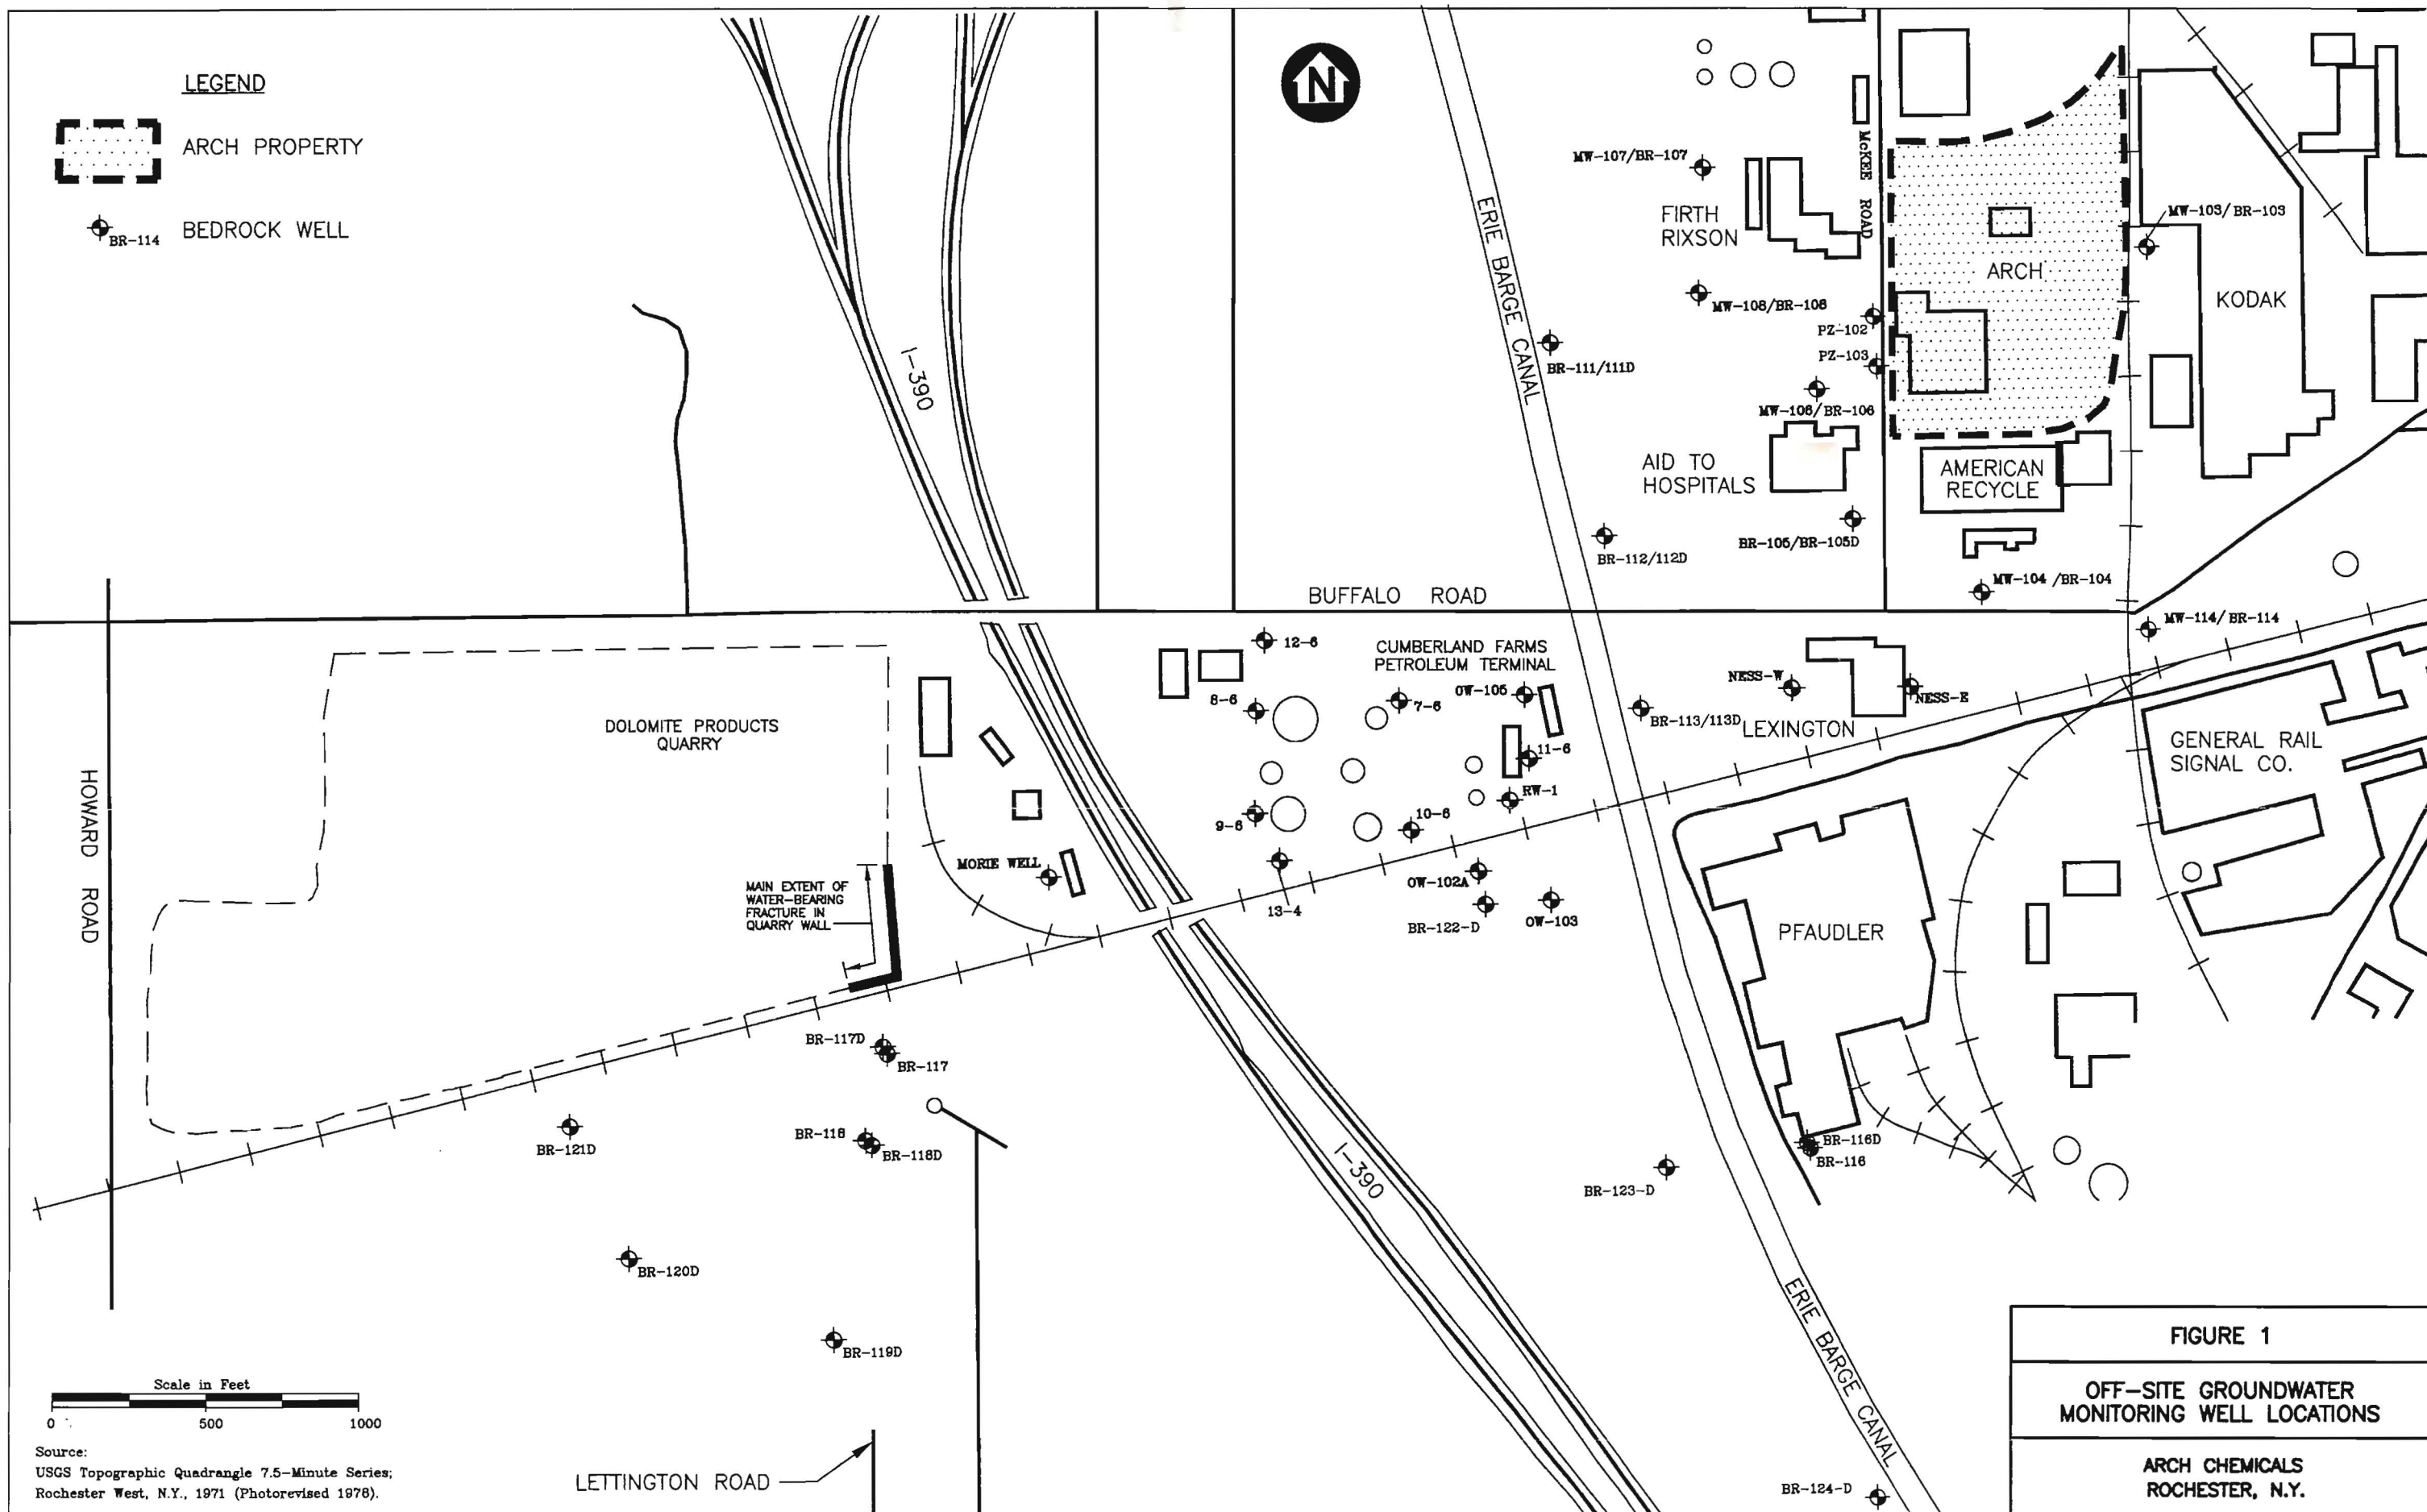 LEGEND
ARCH PROPERTY
BR-114
BEDROCK WELL
N
I-390
ERIE BARGE CANAL
MW-107/BR-107
FIRTH
RIXSON
McKEE ROAD
MW-108/BR-108
PZ-102
PZ-103
BR-111/111D
MW-106/BR-106
ARCH
MW-103/BR-103
KODAK
AID TO
HOSPITALS
AMERICAN
RECYCLE
BR-105/BR-105D
BR-112/112D
MW-104 /BR-104
BUFFALO ROAD
MW-114/BR-114
12-6
CUMBERLAND FARMS
PETROLEUM TERMINAL
8-6
7-6
OW-105
NESS-W
NESS-E
BR-113/113D
LEXINGTON
DOLOMITE PRODUCTS
QUARRY
11-6
GENERAL RAIL
SIGNAL CO.
HOWARD ROAD
RW-1
9-6
10-6
MORIE WELL
MAIN EXTENT OF
WATER-BEARING
FRACTURE IN
QUARRY WALL
13-4
OW-102A
BR-122-D
OW-103
PFAUDLER
BR-117D
BR-117
BR-118
BR-118D
BR-121D
BR-116D
BR-116
I-390
BR-123-D
BR-120D
BR-119D
ERIE BARGE CANAL
Scale in Feet
0 500 1000
Source:
USGS Topographic Quadrangle 7.5-Minute Series;
Rochester West, N.Y., 1971 (Photorevised 1978).
LETTINGTON ROAD
BR-124-D
FIGURE 1
OFF-SITE GROUNDWATER
MONITORING WELL LOCATIONS
ARCH CHEMICALS
ROCHESTER, N.Y.